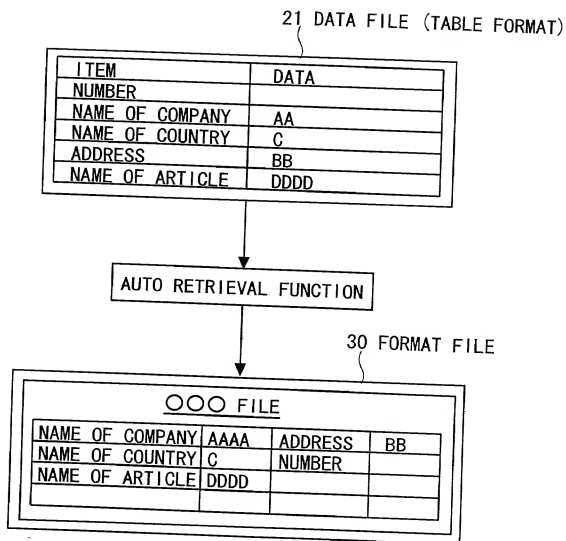 21 DATA FILE (TABLE FORMAT)
ITEM DATA
NUMBER
NAME OF COMPANY AA
NAME OF COUNTRY C
ADDRESS BB
NAME OF ARTICLE DDDD
AUTO RETRIEVAL FUNCTION
30 FORMAT FILE
○○○ FILE
NAME OF COMPANY AAAA ADDRESS BB
NAME OF COUNTRY C NUMBER
NAME OF ARTICLE DDDD